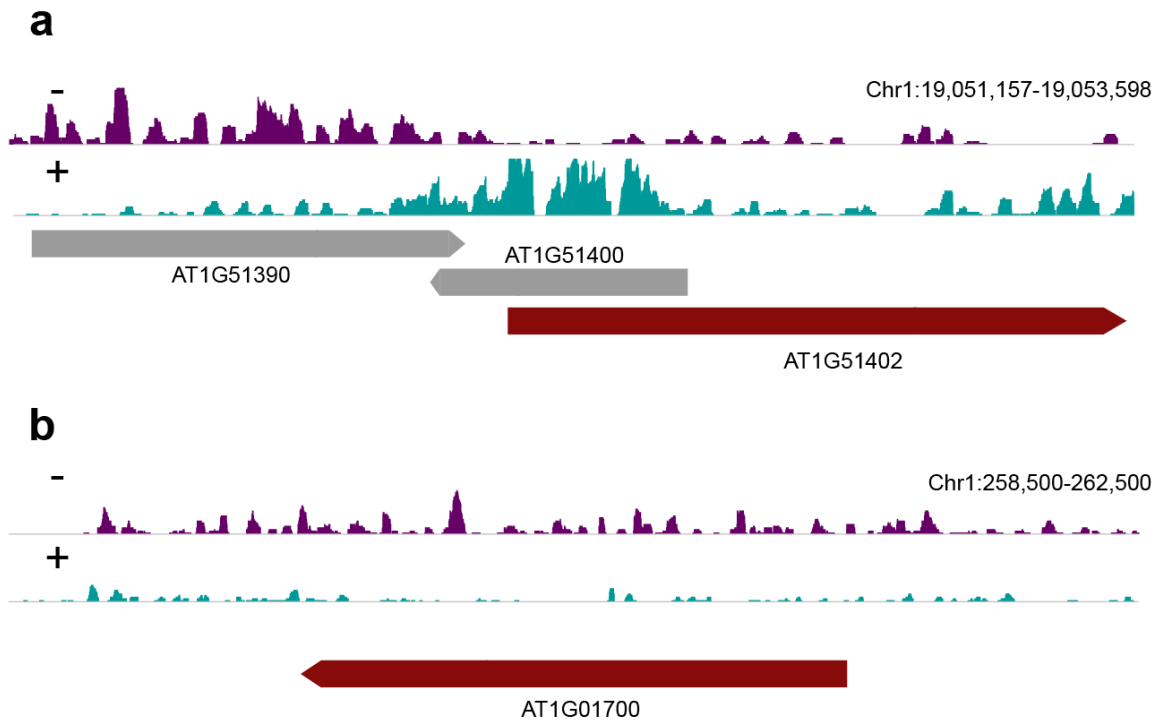 a
-
Chr1:19,051,157-19,053,598
+
AT1G51400
AT1G51390
AT1G51402
b
-
Chr1:258,500-262,500
+
AT1G01700